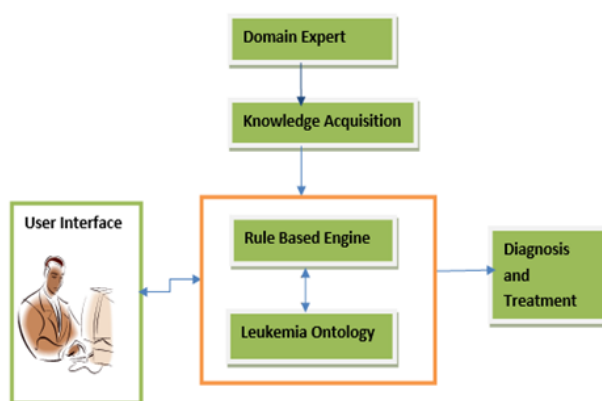 Domain Expert
Knowledge Acquisition
User Interface
Rule Based Engine
Leukemia Ontology
Diagnosis
and
Treatment